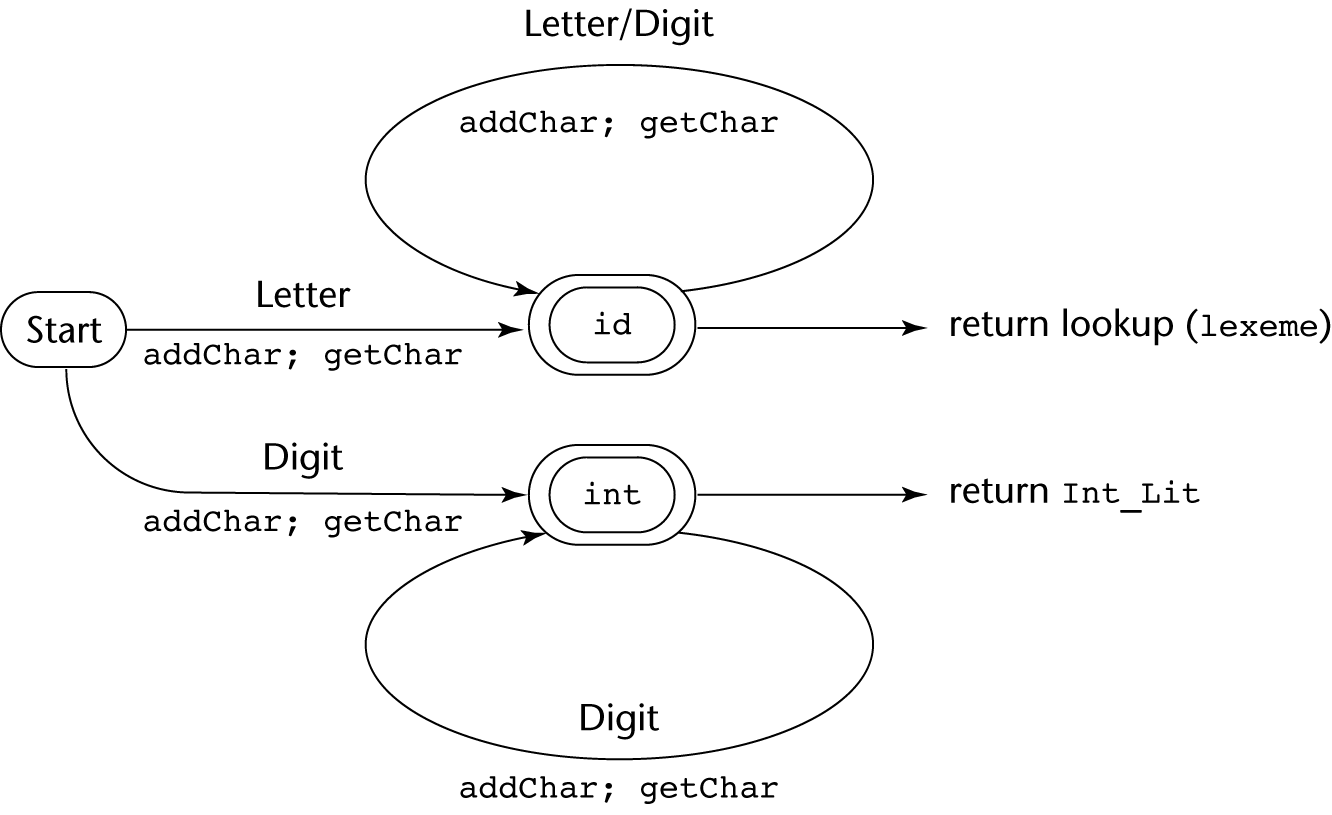 Letter/Digit
addChar; getChar
Letter
Start
addChar; getChar
id
return lookup (lexeme)
Digit
addChar; getChar
int
return Int_Lit
Digit
addChar; getChar